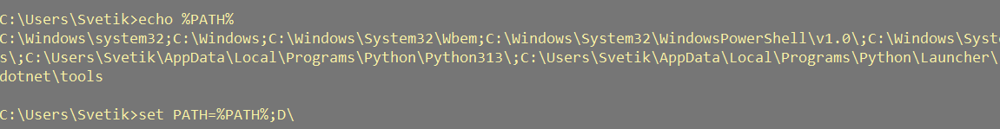 C:\Users\Svetik>echo %PATH%
C:\Windows\system32;C:\Windows;C:\Windows\System32\Wbem;C:\Windows\System32\WindowsPowerShell\v1.0\;C:\Windows\Syst
s\;C:\Users\Svetik\AppData\Local\Programs\Python\Python313\;C:\Users\Svetik\AppData\Local\Programs\Python\Launcher\
dotnet\tools
C:\Users\Svetik>set PATH=%PATH%;D\